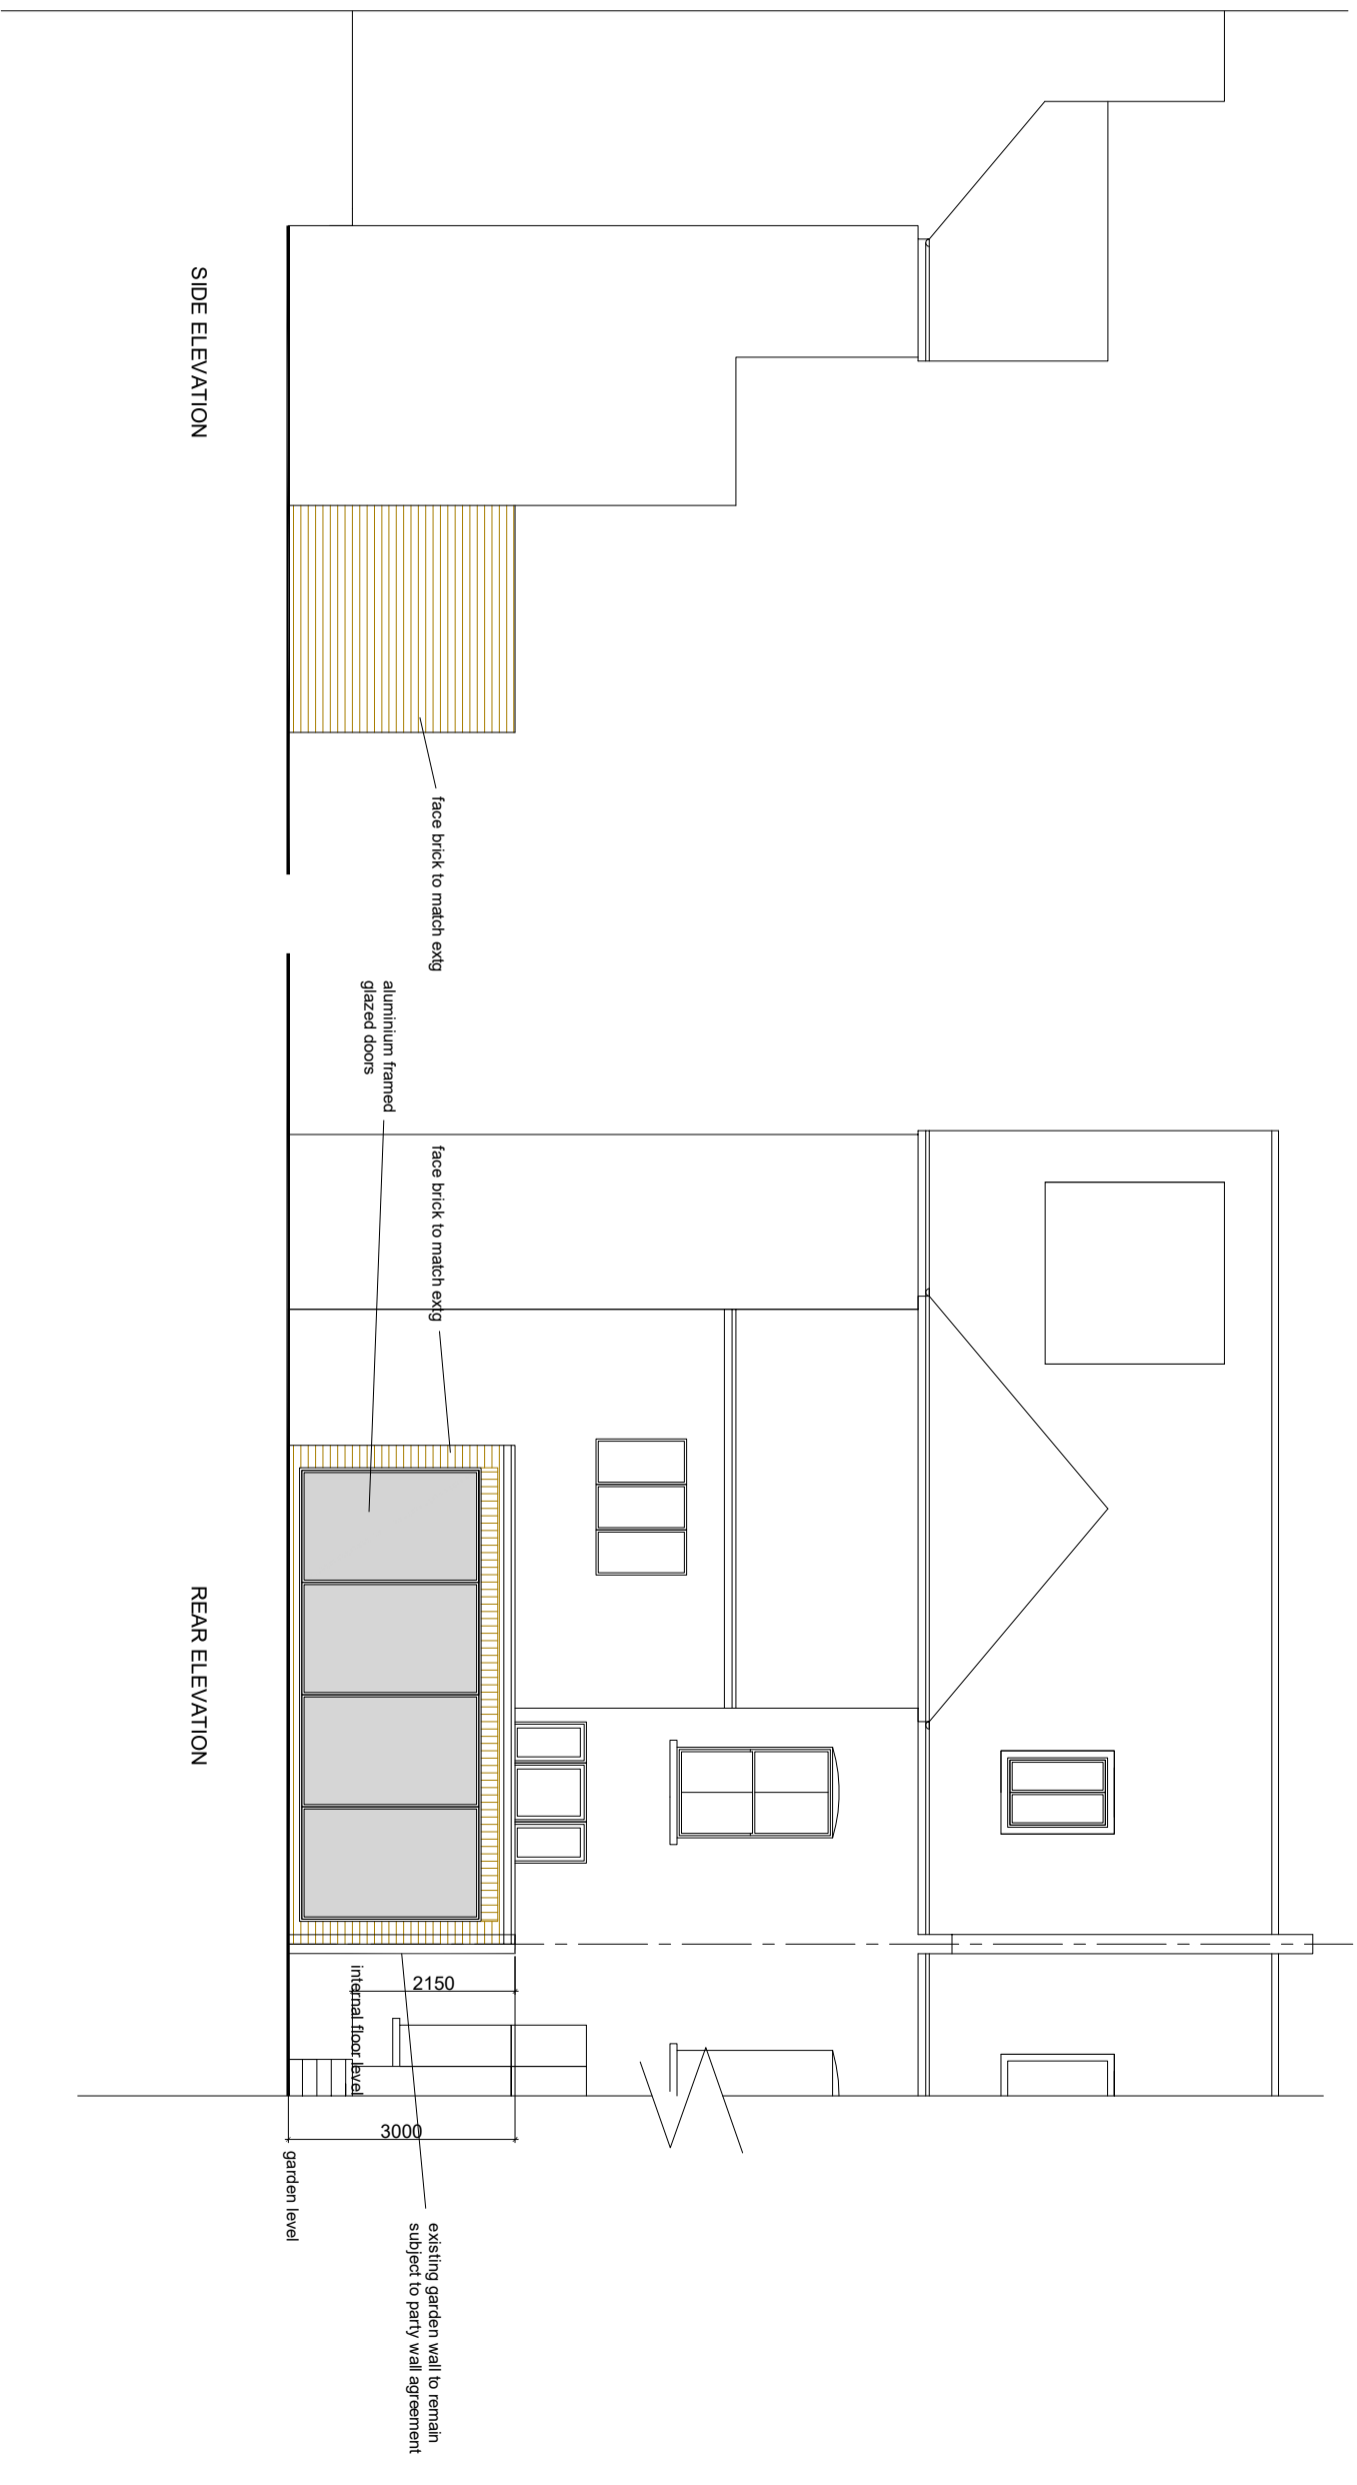 face brick to match extg
aluminium framed
glazed doors
face brick to match extg
2150
internal floor level
3000
garden level
existing garden wall to remain
subject to party wall agreement
SIDE ELEVATION
REAR ELEVATION